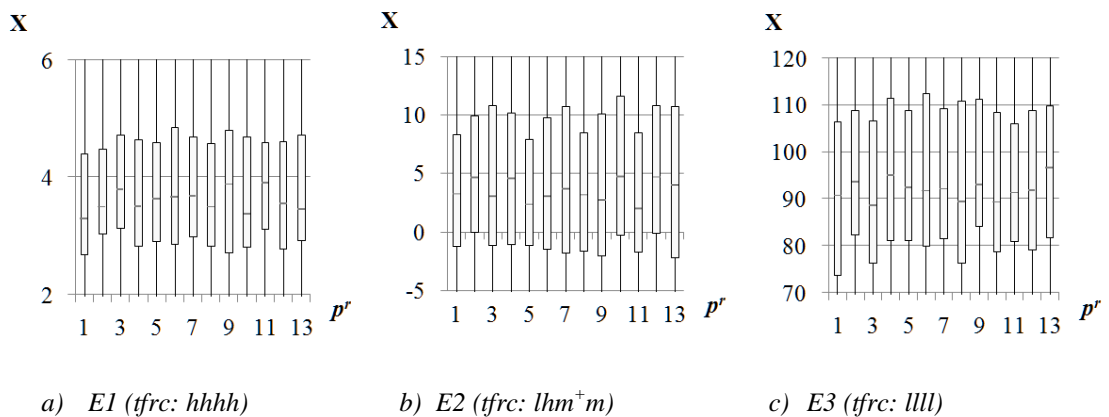 X
6
4
2
1 3 5 7 9 11 13
p^r
a) E1 (tfrc: hhhh)
X
15
10
5
0
-5
1 3 5 7 9 11 13
p^r
b) E2 (tfrc: lhm^+m)
X
120
110
100
90
80
70
1 3 5 7 9 11 13
p^r
c) E3 (tfrc: llll)